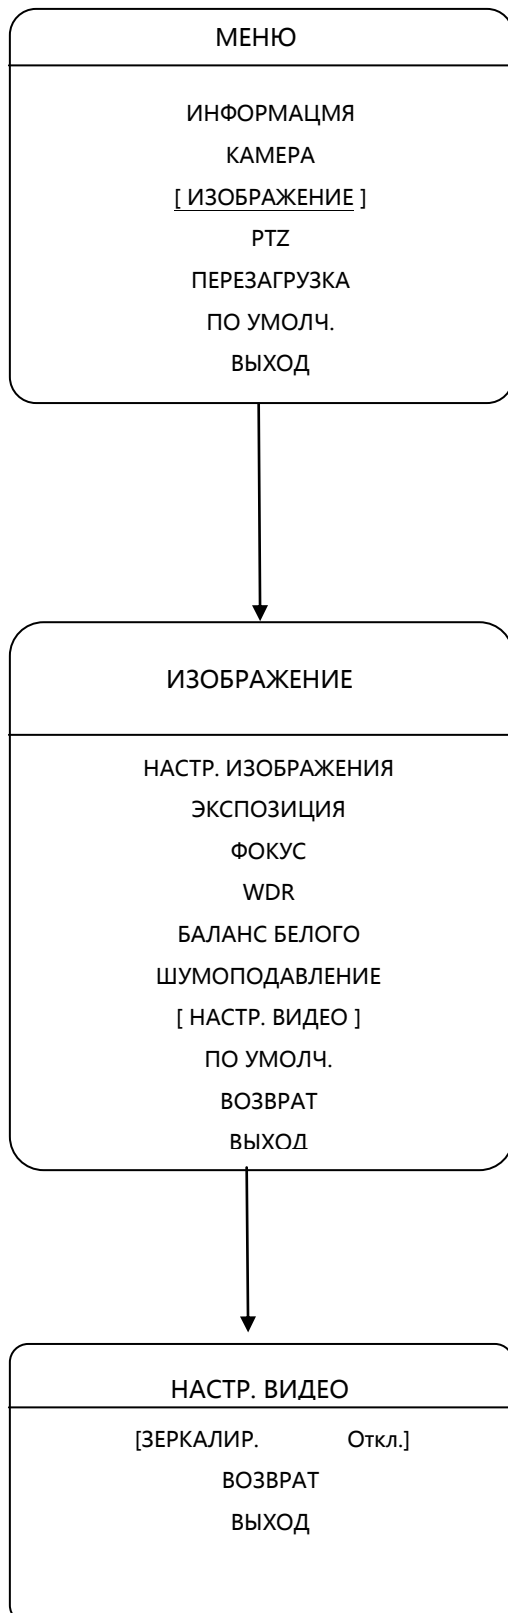 МЕНЮ
ИНФОРМАЦМЯ
КАМЕРА
[ ИЗОБРАЖЕНИЕ ]
PTZ
ПЕРЕЗАГРУЗКА
ПО УМОЛЧ.
ВЫХОД
ИЗОБРАЖЕНИЕ
НАСТР. ИЗОБРАЖЕНИЯ
ЭКСПОЗИЦИЯ
ФОКУС
WDR
БАЛАНС БЕЛОГО
ШУМОПОДАВЛЕНИЕ
[ НАСТР. ВИДЕО ]
ПО УМОЛЧ.
ВОЗВРАТ
ВЫХОД
НАСТР. ВИДЕО
[ЗЕРКАЛИР. Откл.]
ВОЗВРАТ
ВЫХОД